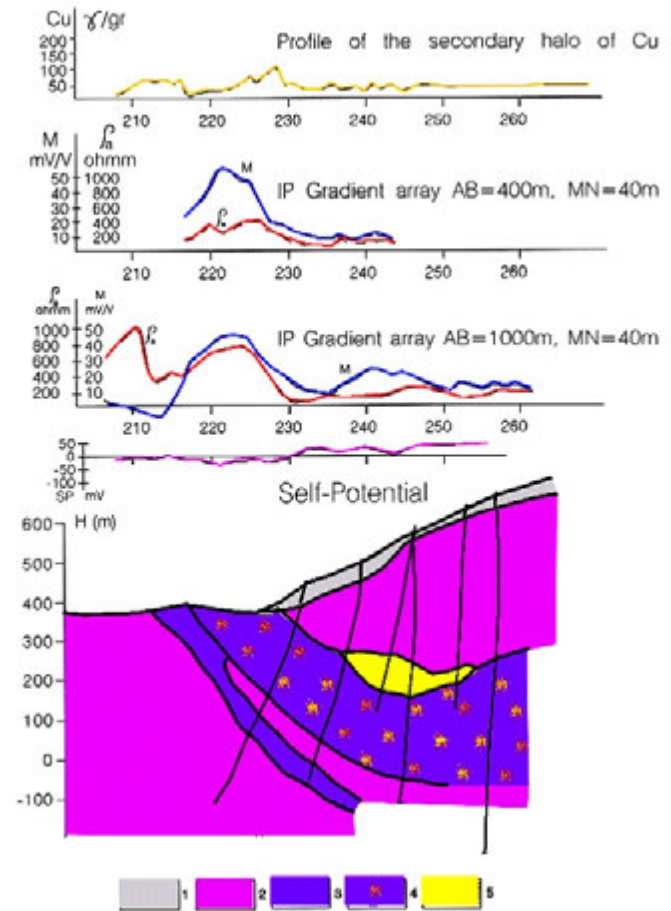 Cu ɤ/gr
Profile of the secondary halo of Cu
200
150
100
50
210 220 230 240 250 260
M ρa
mV/V ohmm
50 1000
40 800
30 600
20 400
10 200
M
ρa
IP Gradient array AB=400m, MN=40m
210 220 230 240 250 260
ρa M
ohmm mV/V
1000 50
800 40
600 30
400 20
200 10
ρa
M
IP Gradient array AB=1000m, MN=40m
210 220 230 240 250 260
50
0
-50
-100
SP mV
Self-Potential
H (m)
600
500
400
300
200
100
0
-100
1 2 3 4 5